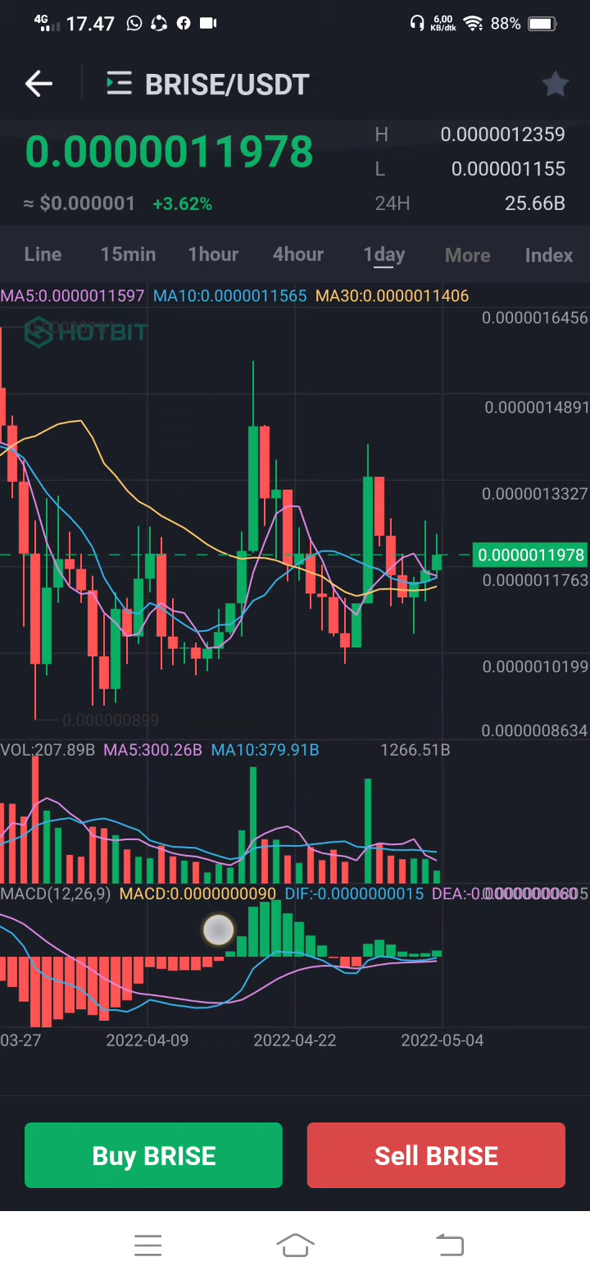 4G 17.47 6,00 KB/dtk 88%
BRISE/USDT
0.0000011978 H 0.0000012359
L 0.000001155
≈ $0.000001 +3.62% 24H 25.66B
Line 15min 1hour 4hour 1day More Index
MA5:0.0000011597 MA10:0.0000011565 MA30:0.0000011406
0.0000016456
HOTBIT
0.0000014891
0.0000013327
0.0000011978
0.0000011763
0.0000010199
0.000000899
0.0000008634
VOL:207.89B MA5:300.26B MA10:379.91B 1266.51B
MACD(12,26,9) MACD:0.0000000090 DIF:-0.0000000015 DEA:-0.0
03-27 2022-04-09 2022-04-22 2022-05-04
Buy BRISE Sell BRISE